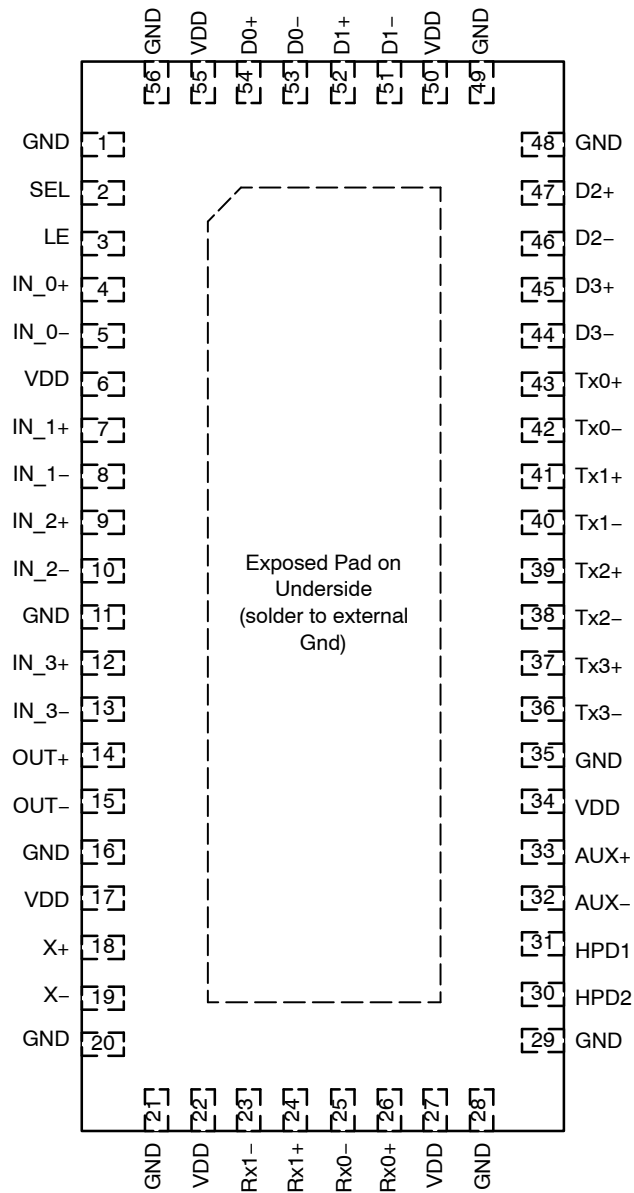 GND VDD D0+ D0− D1+ D1− VDD GND
56 55 54 53 52 51 50 49
GND 1 48 GND
SEL 2 47 D2+
LE 3 46 D2−
IN_0+ 4 45 D3+
IN_0− 5 44 D3−
VDD 6 43 Tx0+
IN_1+ 7 42 Tx0−
IN_1− 8 41 Tx1+
IN_2+ 9 40 Tx1−
IN_2− 10 39 Tx2+
GND 11 38 Tx2−
IN_3+ 12 37 Tx3+
IN_3− 13 36 Tx3−
OUT+ 14 35 GND
OUT− 15 34 VDD
GND 16 33 AUX+
VDD 17 32 AUX−
X+ 18 31 HPD1
X− 19 30 HPD2
GND 20 29 GND
Exposed Pad on
Underside
(solder to external
Gnd)
21 22 23 24 25 26 27 28
GND VDD Rx1− Rx1+ Rx0− Rx0+ VDD GND